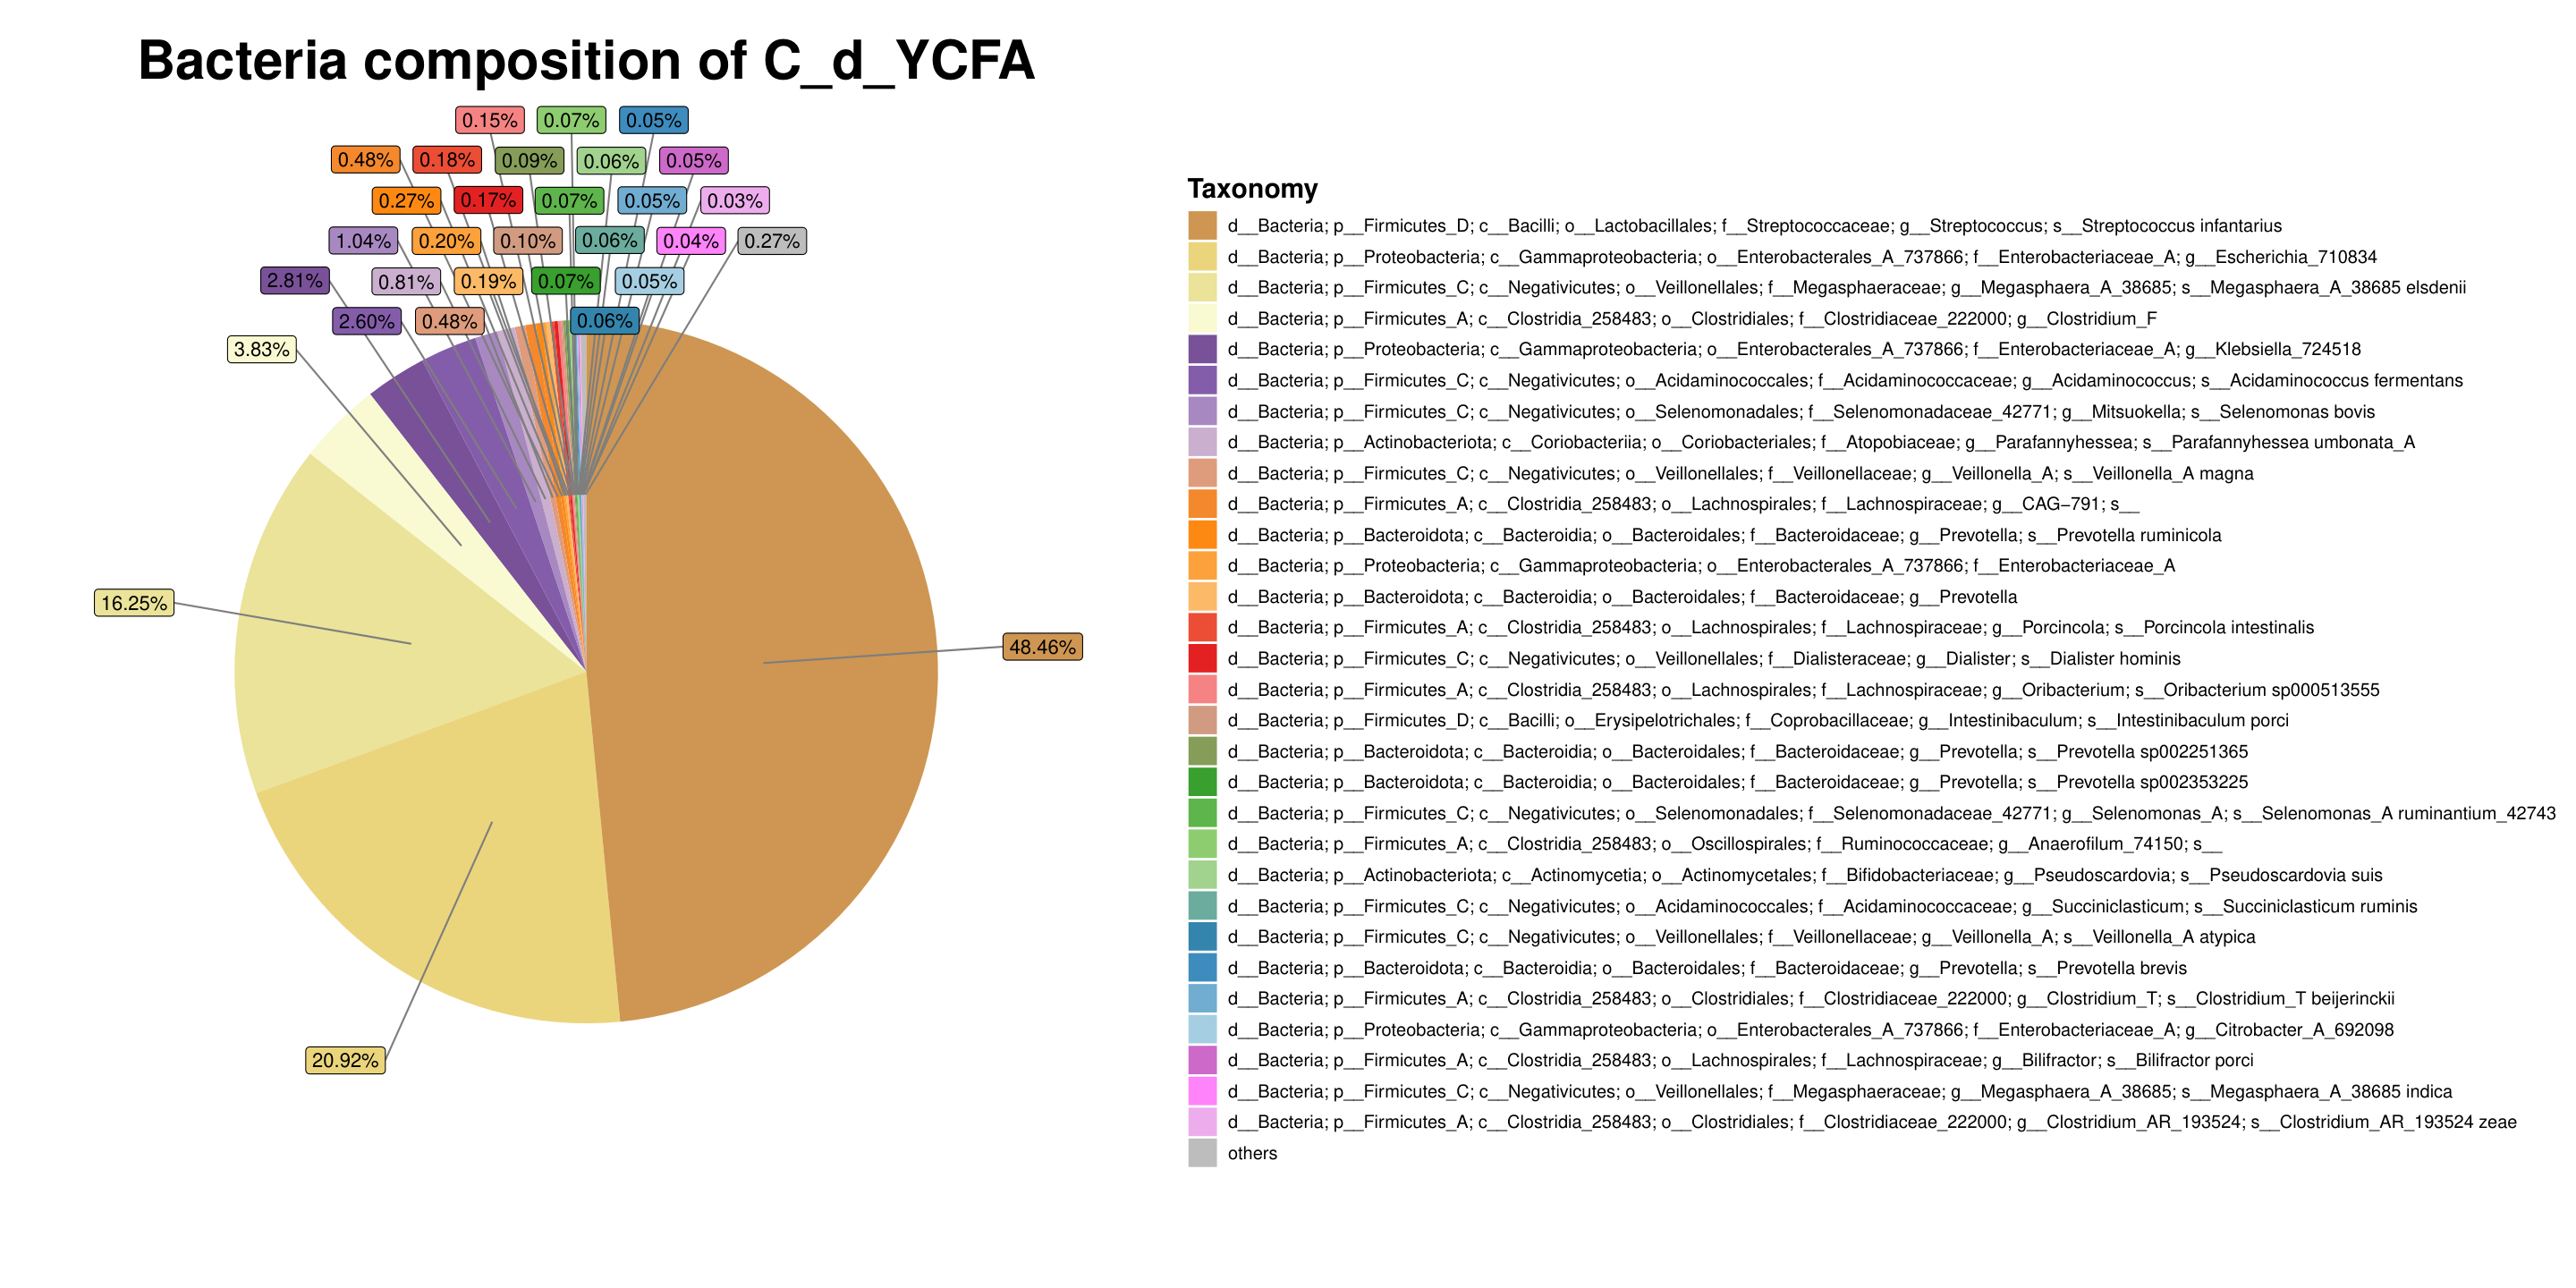 Bacteria composition of C_d_YCFA
0.15% 0.07% 0.05%
0.48% 0.18% 0.09% 0.06% 0.05%
0.27% 0.17% 0.07% 0.05% 0.03%
1.04% 0.20% 0.10% 0.06% 0.04% 0.27%
2.81% 0.81% 0.19% 0.07% 0.05%
2.60% 0.48% 0.06%
3.83%
16.25%
48.46%
20.92%
Taxonomy
d__Bacteria; p__Firmicutes_D; c__Bacilli; o__Lactobacillales; f__Streptococcaceae; g__Streptococcus; s__Streptococcus infantarius
d__Bacteria; p__Proteobacteria; c__Gammaproteobacteria; o__Enterobacterales_A_737866; f__Enterobacteriaceae_A; g__Escherichia_710834
d__Bacteria; p__Firmicutes_C; c__Negativicutes; o__Veillonellales; f__Megasphaeraceae; g__Megasphaera_A_38685; s__Megasphaera_A_38685 elsdenii
d__Bacteria; p__Firmicutes_A; c__Clostridia_258483; o__Clostridiales; f__Clostridiaceae_222000; g__Clostridium_F
d__Bacteria; p__Proteobacteria; c__Gammaproteobacteria; o__Enterobacterales_A_737866; f__Enterobacteriaceae_A; g__Klebsiella_724518
d__Bacteria; p__Firmicutes_C; c__Negativicutes; o__Acidaminococcales; f__Acidaminococcaceae; g__Acidaminococcus; s__Acidaminococcus fermentans
d__Bacteria; p__Firmicutes_C; c__Negativicutes; o__Selenomonadales; f__Selenomonadaceae_42771; g__Mitsuokella; s__Selenomonas bovis
d__Bacteria; p__Actinobacteriota; c__Coriobacteriia; o__Coriobacteriales; f__Atopobiaceae; g__Parafannyhessea; s__Parafannyhessea umbonata_A
d__Bacteria; p__Firmicutes_C; c__Negativicutes; o__Veillonellales; f__Veillonellaceae; g__Veillonella_A; s__Veillonella_A magna
d__Bacteria; p__Firmicutes_A; c__Clostridia_258483; o__Lachnospirales; f__Lachnospiraceae; g__CAG−791; s__
d__Bacteria; p__Bacteroidota; c__Bacteroidia; o__Bacteroidales; f__Bacteroidaceae; g__Prevotella; s__Prevotella ruminicola
d__Bacteria; p__Proteobacteria; c__Gammaproteobacteria; o__Enterobacterales_A_737866; f__Enterobacteriaceae_A
d__Bacteria; p__Bacteroidota; c__Bacteroidia; o__Bacteroidales; f__Bacteroidaceae; g__Prevotella
d__Bacteria; p__Firmicutes_A; c__Clostridia_258483; o__Lachnospirales; f__Lachnospiraceae; g__Porcincola; s__Porcincola intestinalis
d__Bacteria; p__Firmicutes_C; c__Negativicutes; o__Veillonellales; f__Dialisteraceae; g__Dialister; s__Dialister hominis
d__Bacteria; p__Firmicutes_A; c__Clostridia_258483; o__Lachnospirales; f__Lachnospiraceae; g__Oribacterium; s__Oribacterium sp000513555
d__Bacteria; p__Firmicutes_D; c__Bacilli; o__Erysipelotrichales; f__Coprobacillaceae; g__Intestinibaculum; s__Intestinibaculum porci
d__Bacteria; p__Bacteroidota; c__Bacteroidia; o__Bacteroidales; f__Bacteroidaceae; g__Prevotella; s__Prevotella sp002251365
d__Bacteria; p__Bacteroidota; c__Bacteroidia; o__Bacteroidales; f__Bacteroidaceae; g__Prevotella; s__Prevotella sp002353225
d__Bacteria; p__Firmicutes_C; c__Negativicutes; o__Selenomonadales; f__Selenomonadaceae_42771; g__Selenomonas_A; s__Selenomonas_A ruminantium_42743
d__Bacteria; p__Firmicutes_A; c__Clostridia_258483; o__Oscillospirales; f__Ruminococcaceae; g__Anaerofilum_74150; s__
d__Bacteria; p__Actinobacteriota; c__Actinomycetia; o__Actinomycetales; f__Bifidobacteriaceae; g__Pseudoscardovia; s__Pseudoscardovia suis
d__Bacteria; p__Firmicutes_C; c__Negativicutes; o__Acidaminococcales; f__Acidaminococcaceae; g__Succiniclasticum; s__Succiniclasticum ruminis
d__Bacteria; p__Firmicutes_C; c__Negativicutes; o__Veillonellales; f__Veillonellaceae; g__Veillonella_A; s__Veillonella_A atypica
d__Bacteria; p__Bacteroidota; c__Bacteroidia; o__Bacteroidales; f__Bacteroidaceae; g__Prevotella; s__Prevotella brevis
d__Bacteria; p__Firmicutes_A; c__Clostridia_258483; o__Clostridiales; f__Clostridiaceae_222000; g__Clostridium_T; s__Clostridium_T beijerinckii
d__Bacteria; p__Proteobacteria; c__Gammaproteobacteria; o__Enterobacterales_A_737866; f__Enterobacteriaceae_A; g__Citrobacter_A_692098
d__Bacteria; p__Firmicutes_A; c__Clostridia_258483; o__Lachnospirales; f__Lachnospiraceae; g__Bilifractor; s__Bilifractor porci
d__Bacteria; p__Firmicutes_C; c__Negativicutes; o__Veillonellales; f__Megasphaeraceae; g__Megasphaera_A_38685; s__Megasphaera_A_38685 indica
d__Bacteria; p__Firmicutes_A; c__Clostridia_258483; o__Clostridiales; f__Clostridiaceae_222000; g__Clostridium_AR_193524; s__Clostridium_AR_193524 zeae
others